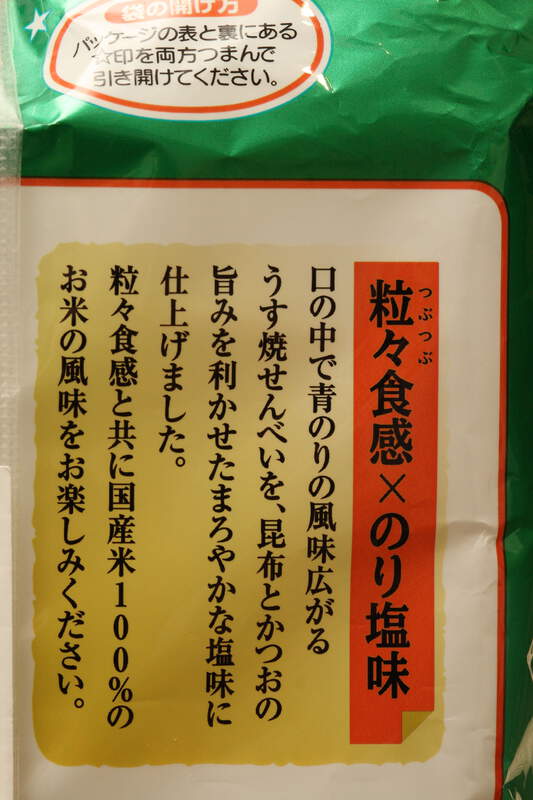 袋の開け方
パッケージの表と裏にある
☆印を両方つまんで
引き開けてください。
粒々食感×のり塩味
つぶつぶ
口の中で青のりの風味広がる
うす焼せんべいを、昆布とかつおの
旨みを利かせたまろやかな塩味に
仕上げました。
粒々食感と共に国産米100%の
お米の風味をお楽しみください。